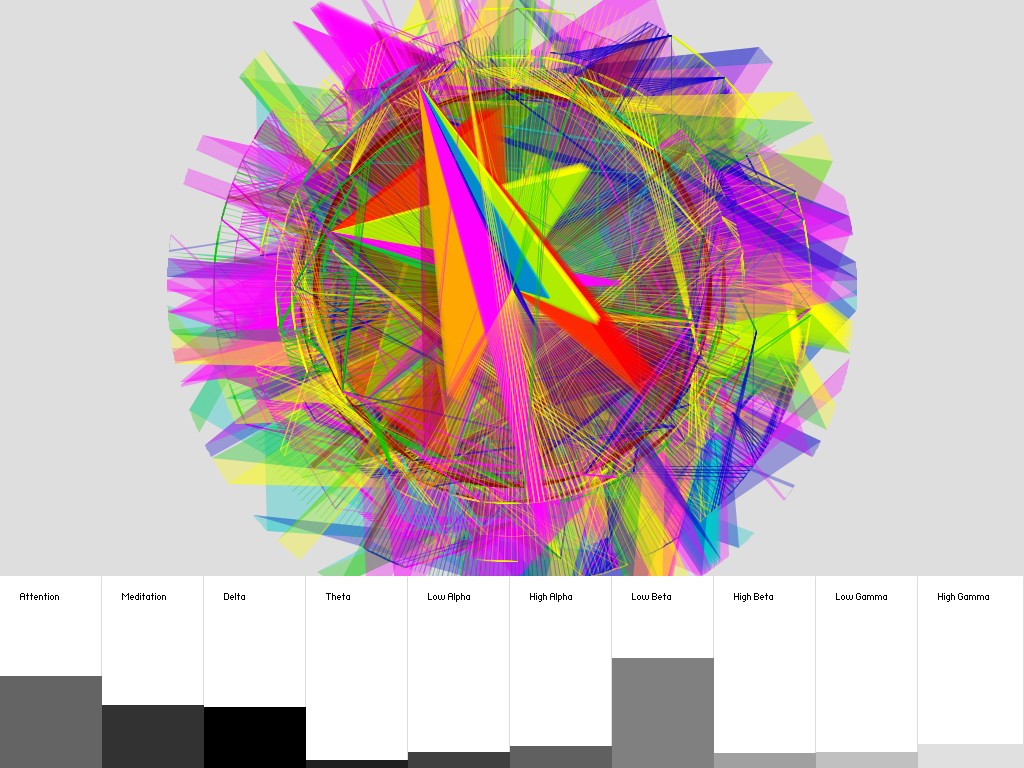 Attention
Meditation
Delta
Theta
Low Alpha
High Alpha
Low Beta
High Beta
Low Gamma
High Gamma